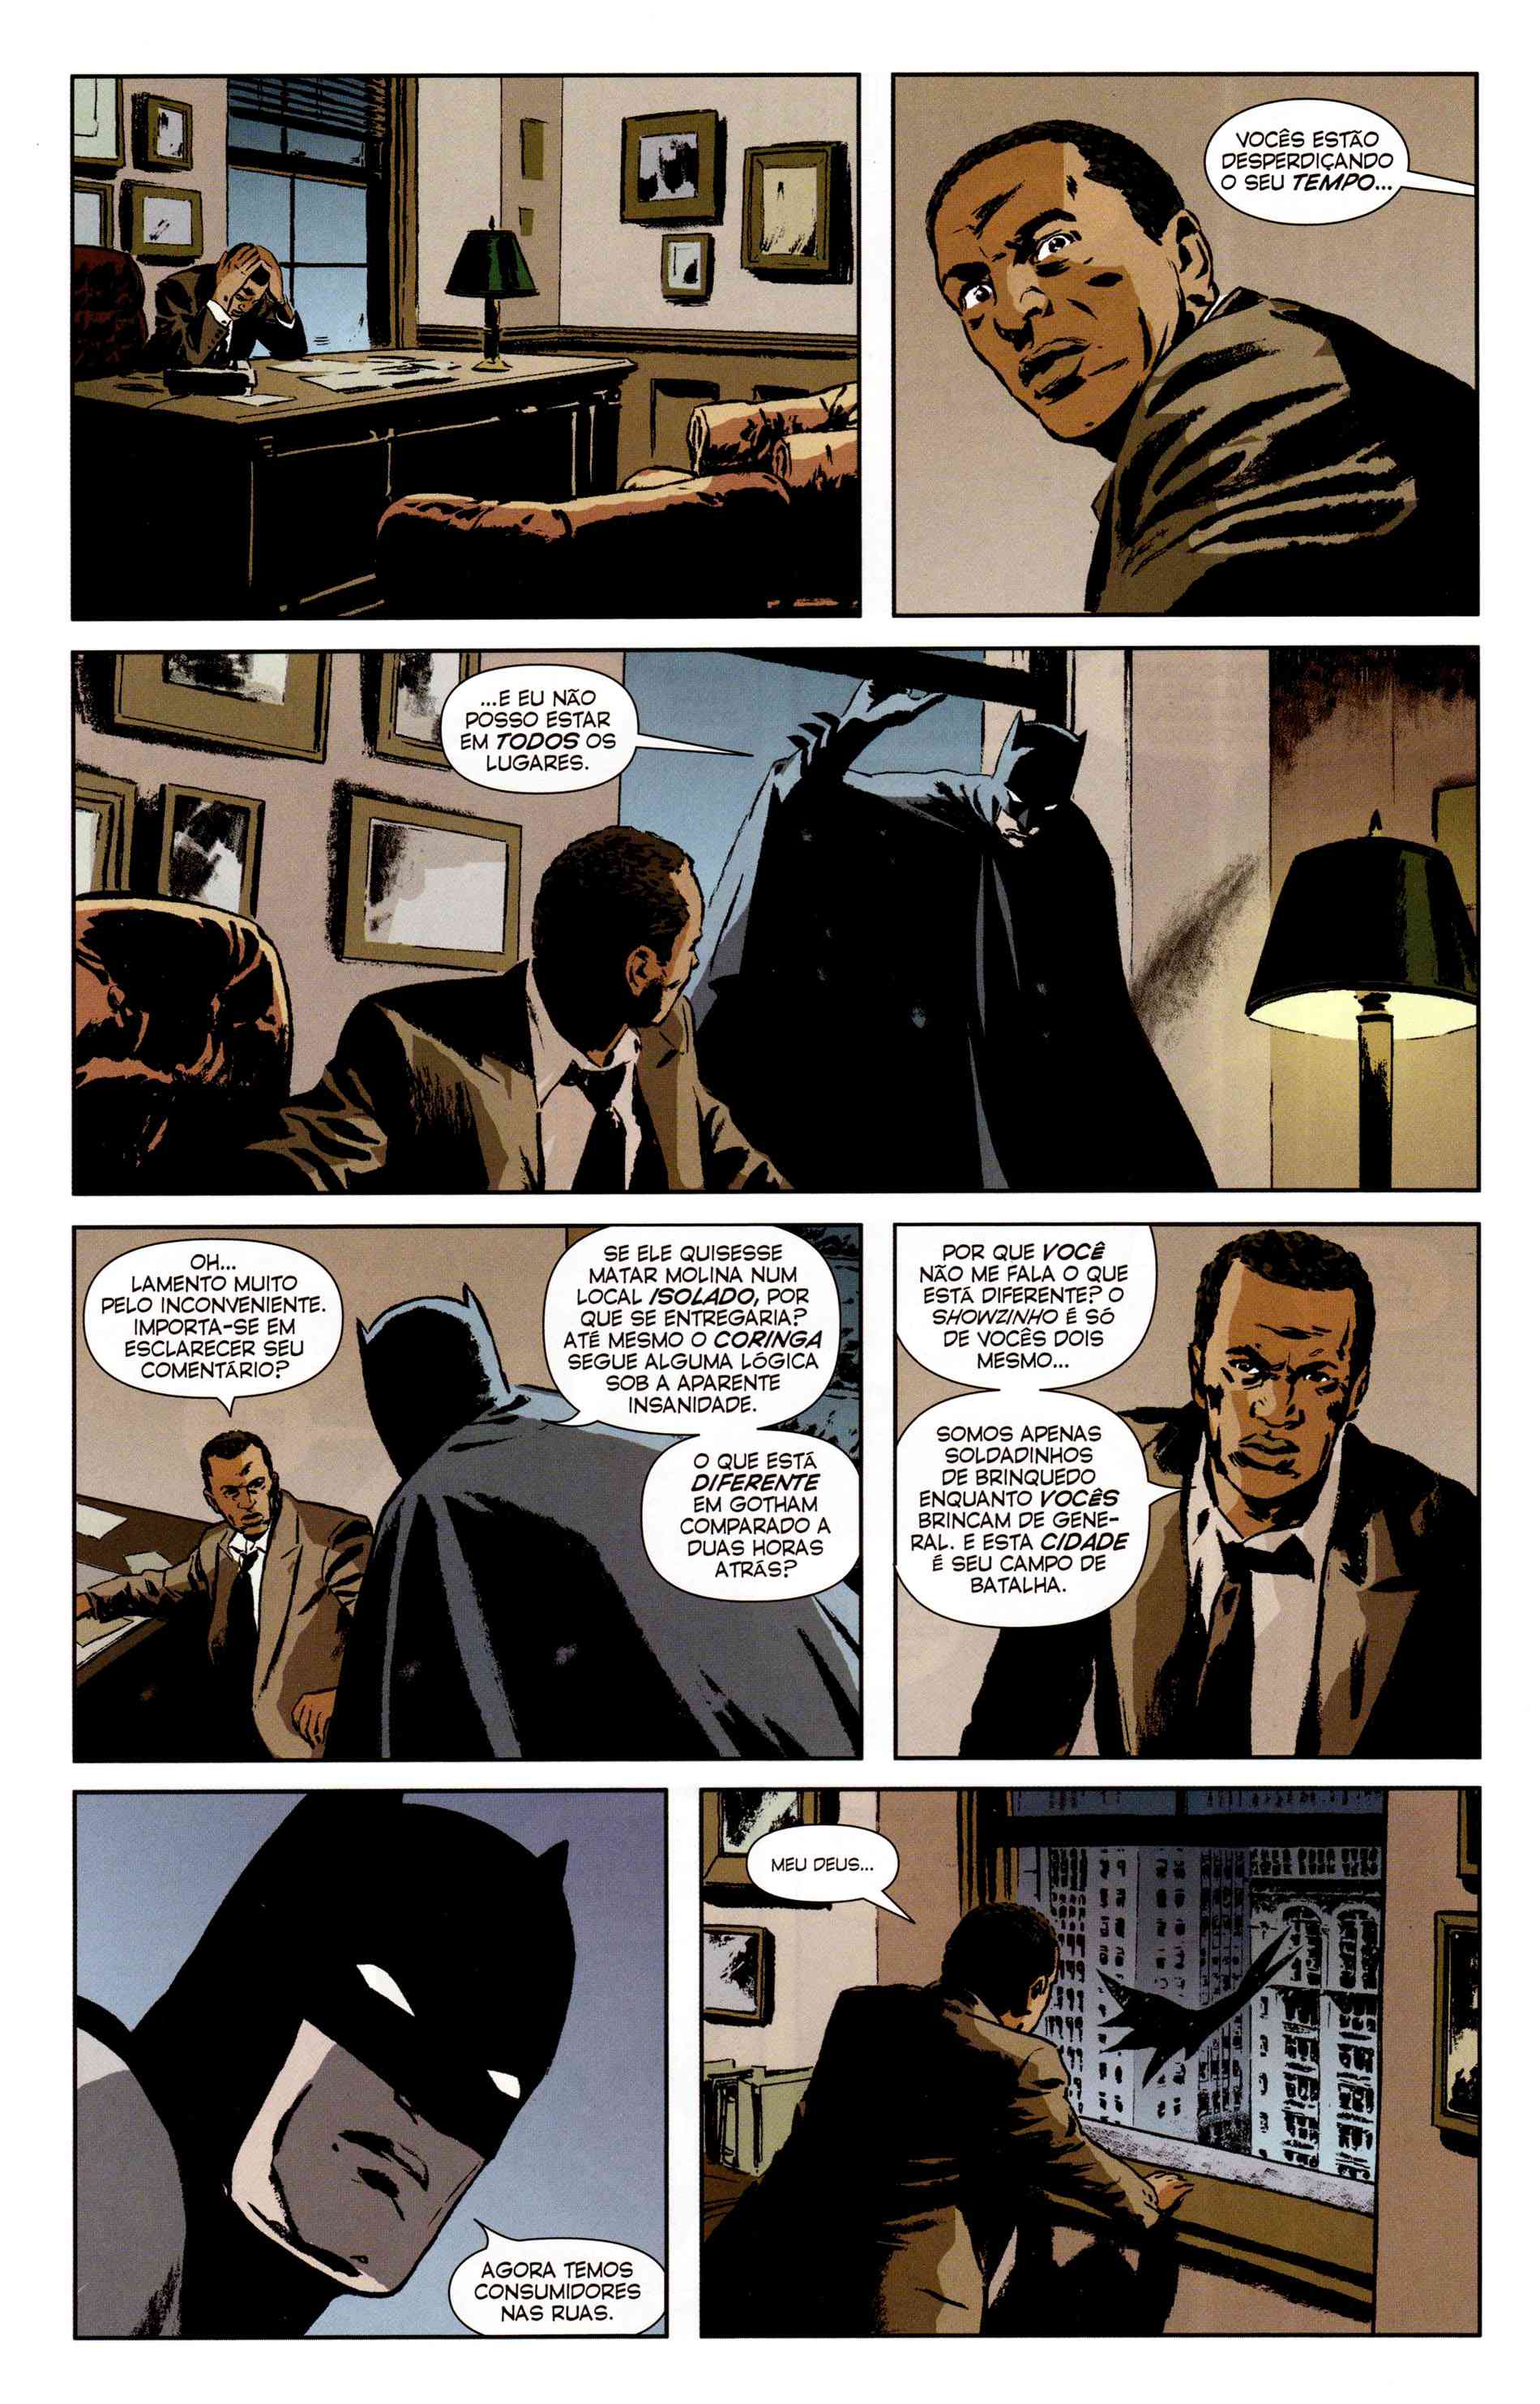 VOCÊS ESTÃO
DESPERDIÇANDO
O SEU TEMPO...
...E EU NÃO
POSSO ESTAR
EM TODOS OS
LUGARES.
OH...
LAMENTO MUITO
PELO INCONVENIENTE.
IMPORTA-SE EM
ESCLARECER SEU
COMENTÁRIO?
SE ELE QUISESSE
MATAR MOLINA NUM
LOCAL ISOLADO, POR
QUE SE ENTREGARIA?
ATÉ MESMO O CORINGA
SEGUE ALGUMA LÓGICA
SOB A APARENTE
INSANIDADE.
O QUE ESTÁ
DIFERENTE
EM GOTHAM
COMPARADO A
DUAS HORAS
ATRÁS?
POR QUE VOCÊ
NÃO ME FALA O QUE
ESTÁ DIFERENTE? O
SHOWZINHO É SÓ
DE VOCÊS DOIS
MESMO...
SOMOS APENAS
SOLDADINHOS
DE BRINQUEDO
ENQUANTO VOCÊS
BRINCAM DE GENE-
RAL. E ESTA CIDADE
É SEU CAMPO DE
BATALHA.
AGORA TEMOS
CONSUMIDORES
NAS RUAS.
MEU DEUS...